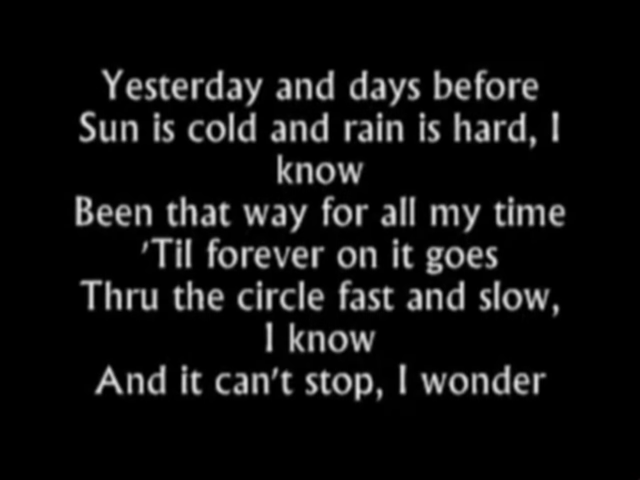 Yesterday and days before
Sun is cold and rain is hard, I
know
Been that way for all my time
'Til forever on it goes
Thru the circle fast and slow,
I know
And it can't stop, I wonder